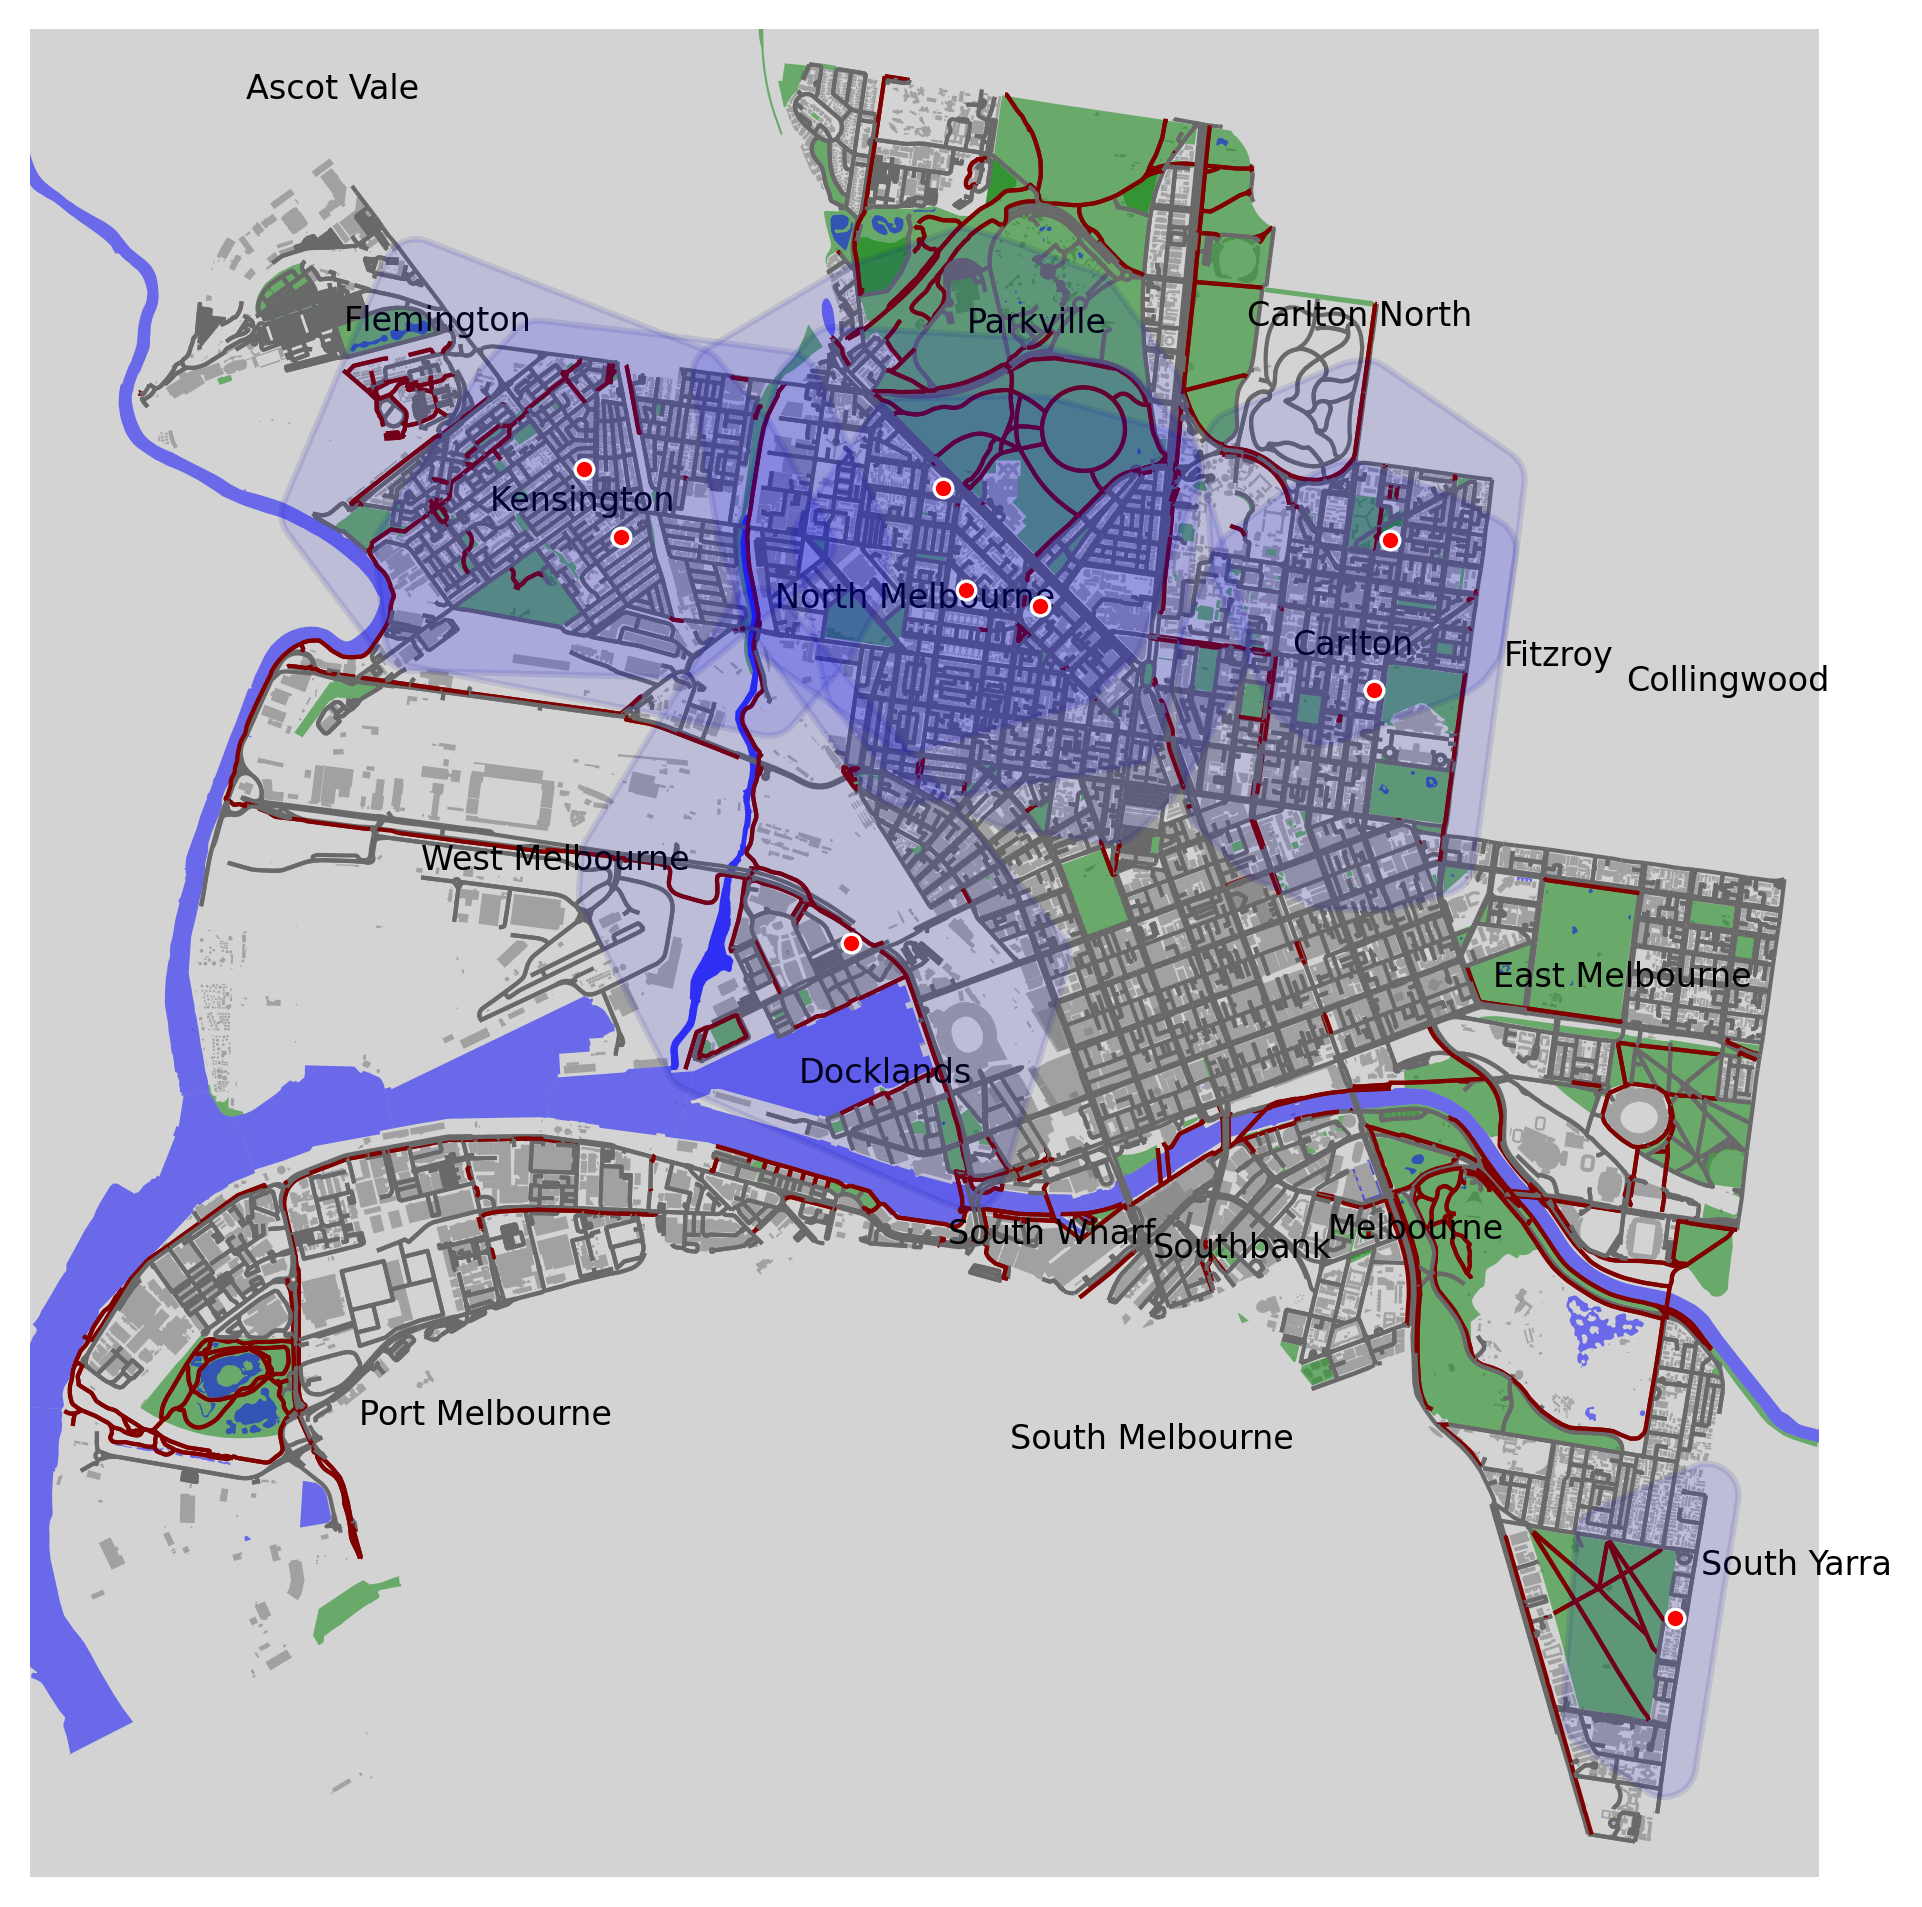 Ascot Vale
Flemington
Parkville
Carlton North
Kensington
North Melbourne
Carlton
Fitzroy
Collingwood
West Melbourne
East Melbourne
Docklands
South Wharf
Southbank
Melbourne
Port Melbourne
South Melbourne
South Yarra